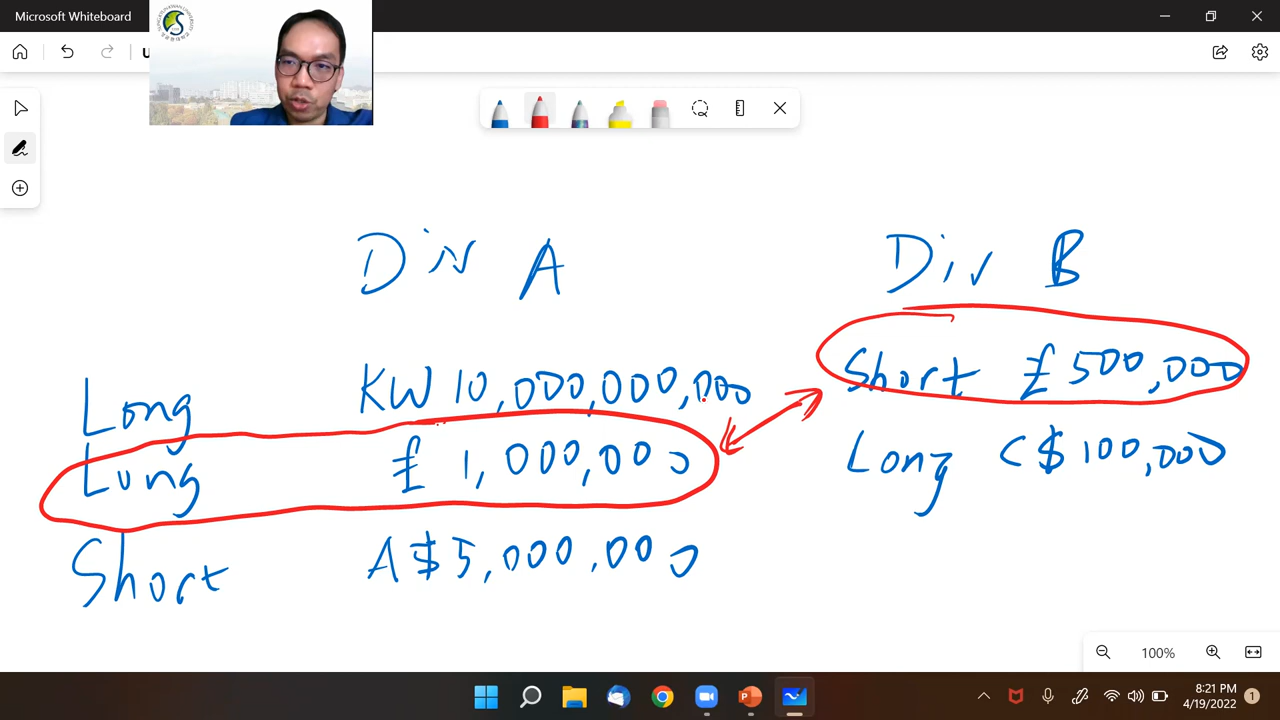 Microsoft Whiteboard
Div A
Div B
Long KW 10,000,000,000
Short £ 500,000
Long £ 1,000,000
Long C$ 100,000
Short A$ 5,000,000
100%
8:21 PM
4/19/2022
1